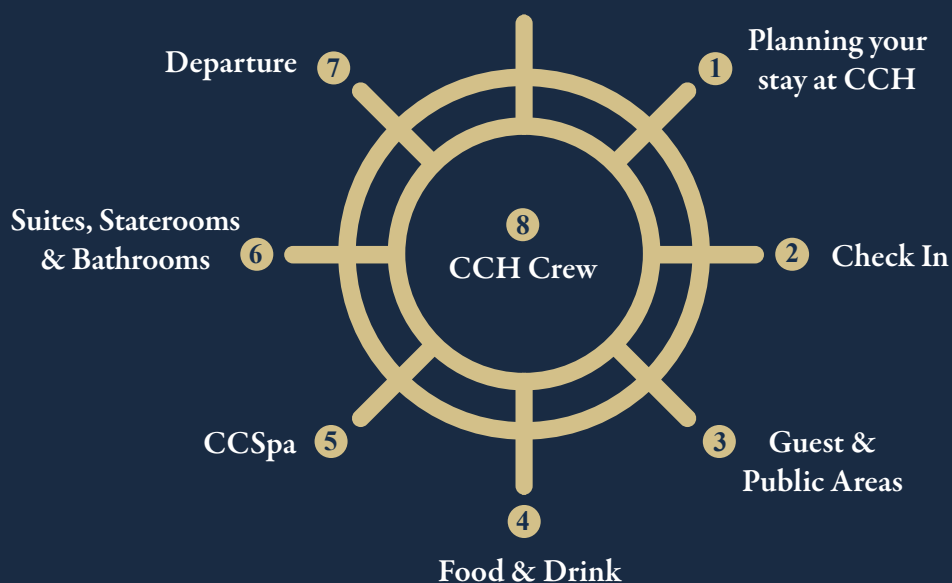 1
Planning your
stay at CCH
2
Check In
3
Guest &
Public Areas
4
Food & Drink
5
CCSpa
6
Suites, Staterooms
& Bathrooms
7
Departure
8
CCH Crew